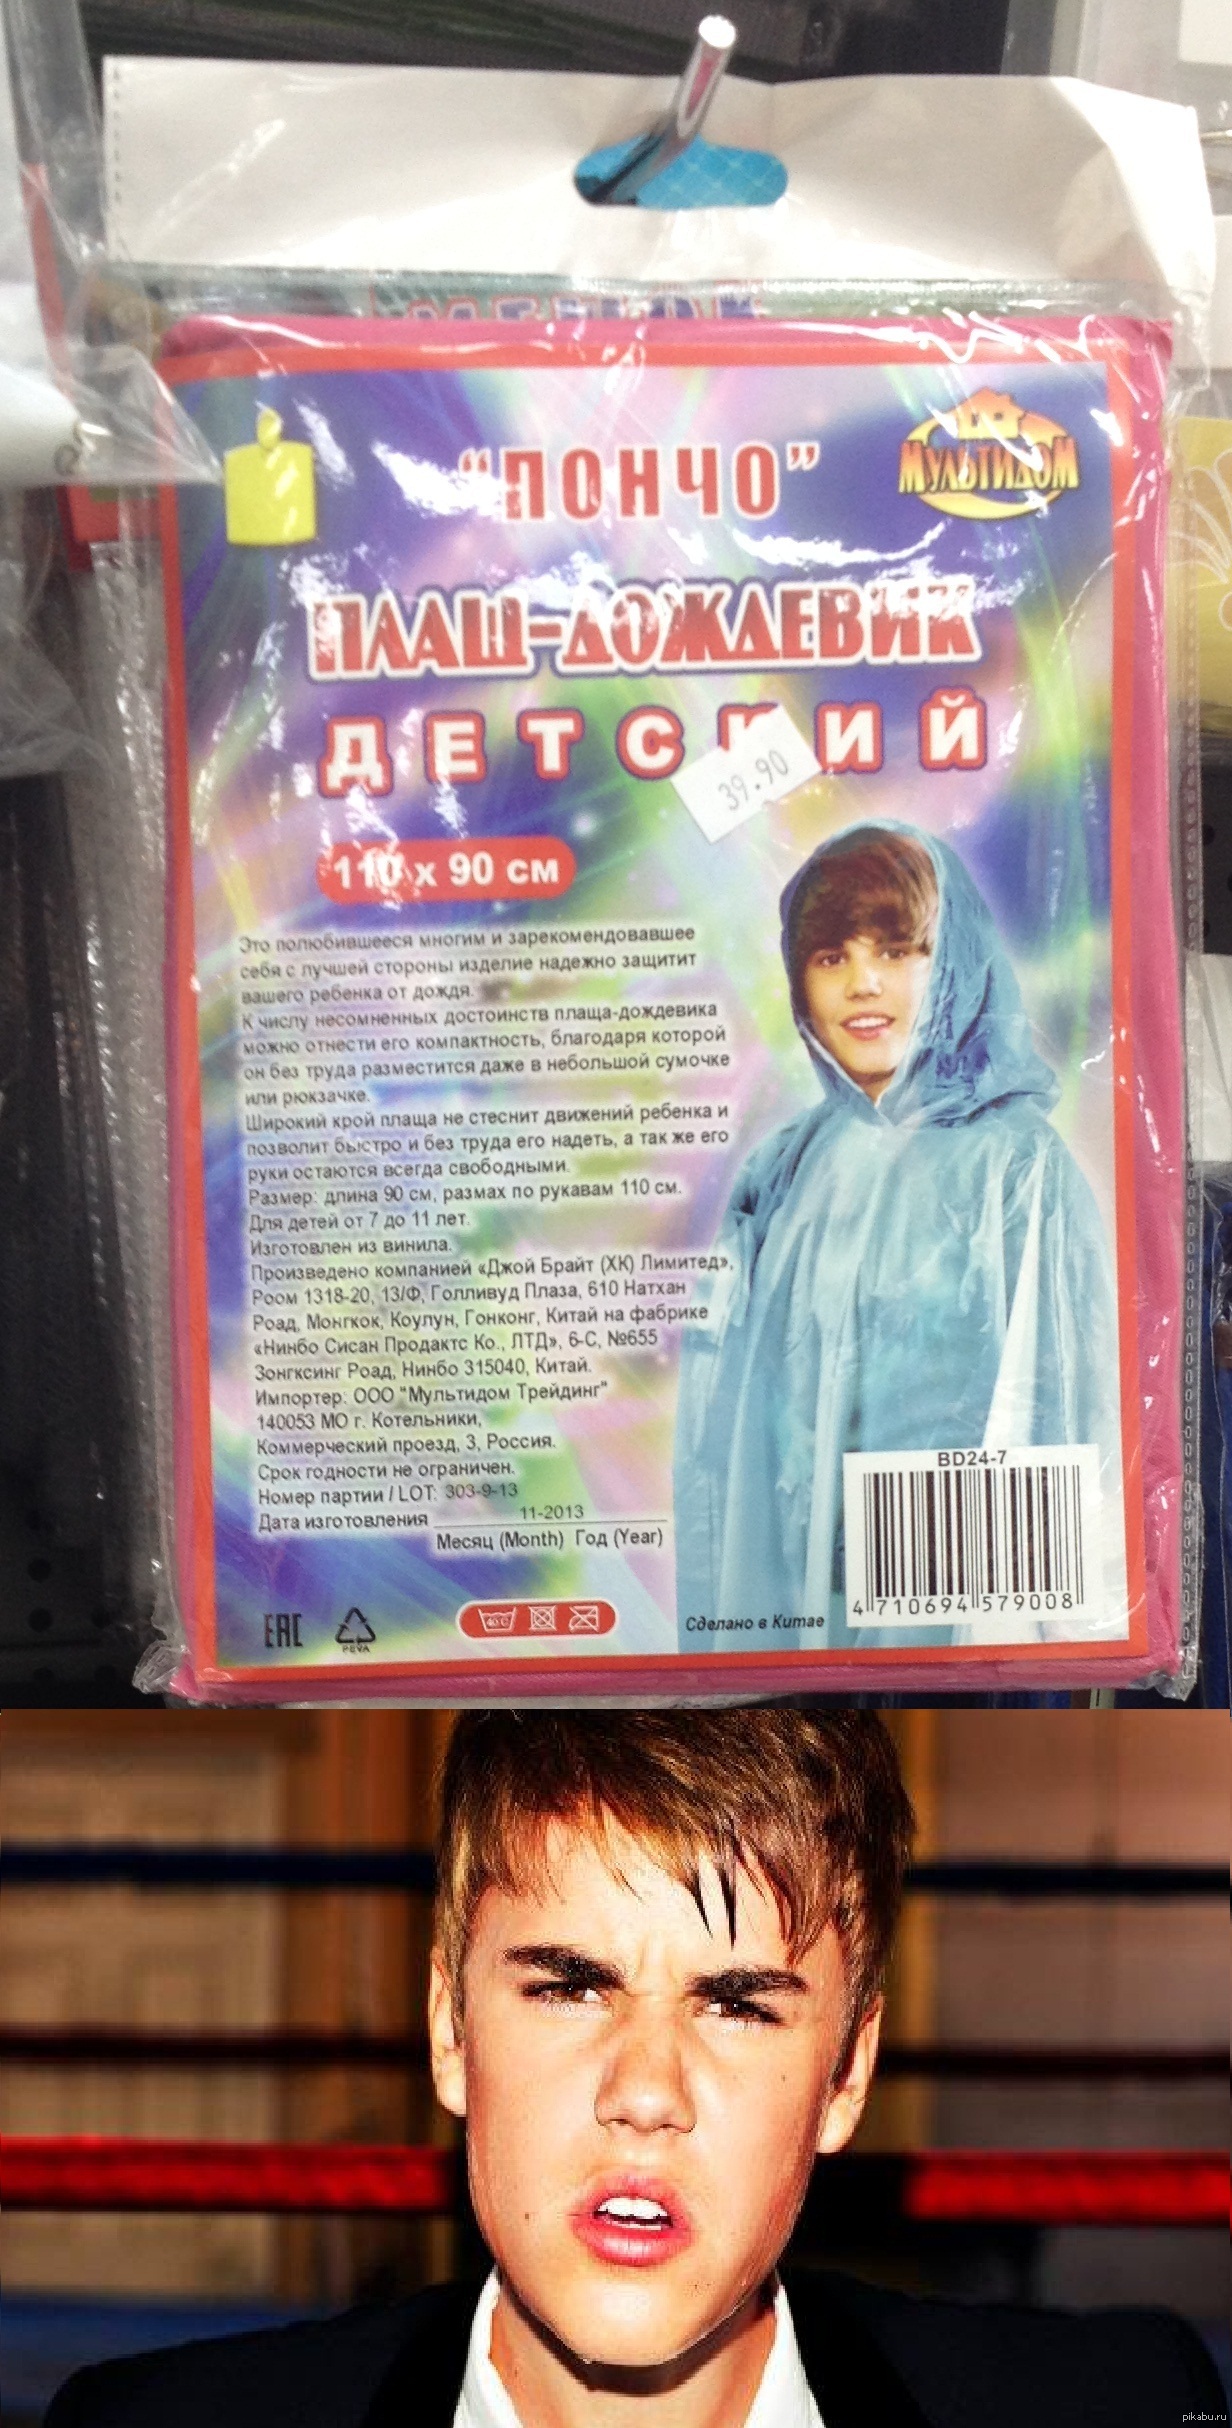 "ПОНЧО"
МУЛЬТИДОМ
ПЛАЩ-ДОЖДЕВИК
ДЕТСКИЙ
39.90
110 х 90 см
Это полюбившееся многим и зарекомендовавшее
себя с лучшей стороны изделие надежно защитит
вашего ребенка от дождя.
К числу несомненных достоинств плаща-дождевика
можно отнести его компактность, благодаря которой
он без труда разместится даже в небольшой сумочке
или рюкзачке.
Широкий крой плаща не стеснит движений ребенка и
позволит быстро и без труда его надеть, а так же его
руки остаются всегда свободными.
Размер: длина 90 см, размах по рукавам 110 см.
Для детей от 7 до 11 лет.
Изготовлен из винила.
Произведено компанией «Джой Брайт (ХК) Лимитед»,
Роом 1318-20, 13/Ф, Голливуд Плаза, 610 Натхан
Роад, Монгкок, Коулун, Гонконг, Китай на фабрике
«Нинбо Сисан Продактс Ко., ЛТД», 6-С, №655
Зонгксинг Роад, Нинбо 315040, Китай.
Импортер: ООО "Мультидом Трейдинг"
140053 МО г. Котельники,
Коммерческий проезд, 3, Россия.
Срок годности не ограничен.
Номер партии / LOT: 303-9-13
Дата изготовления 11-2013
Месяц (Month) Год (Year)
BD24-7
4 710694 579008
EAC
PEVA
40°C
Сделано в Китае
pikabu.ru